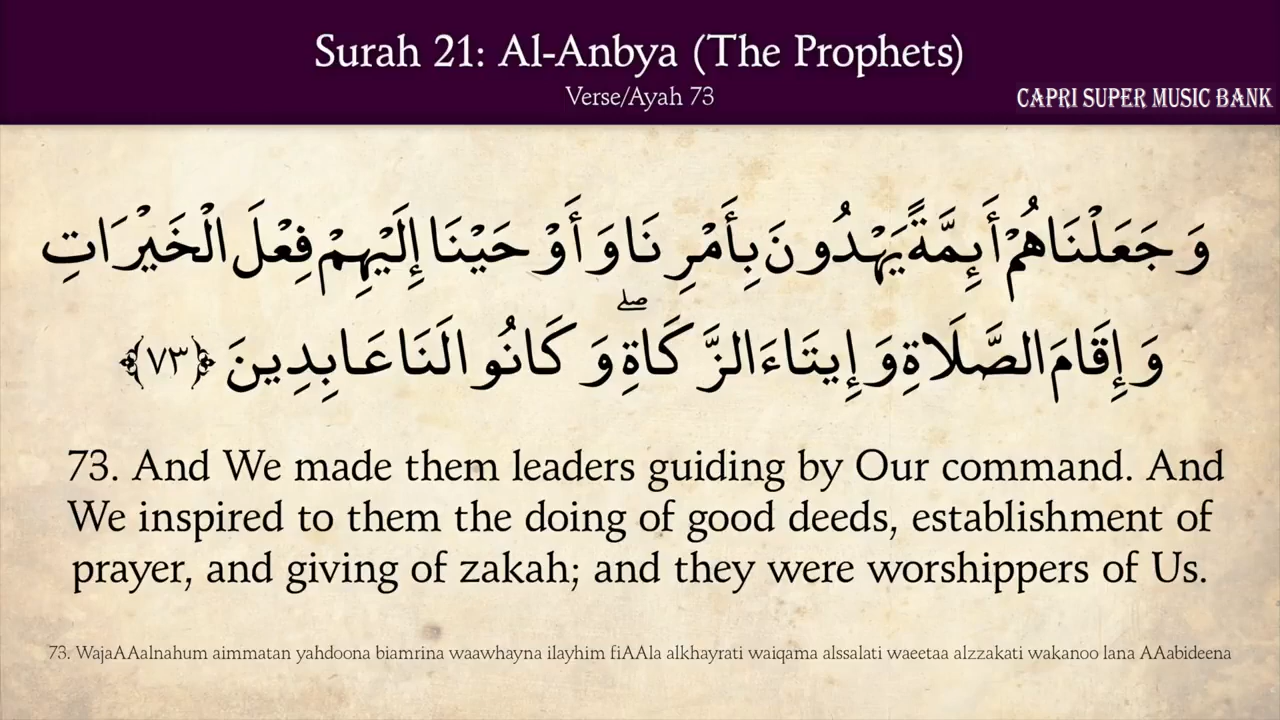 Surah 21: Al-Anbya (The Prophets)
Verse/Ayah 73
CAPRI SUPER MUSIC BANK
وَجَعَلْنَاهُمْ أَئِمَّةً يَهْدُونَ بِأَمْرِنَا وَأَوْحَيْنَا إِلَيْهِمْ فِعْلَ الْخَيْرَاتِ
وَإِقَامَ الصَّلَاةِ وَإِيتَاءَ الزَّكَاةِ ۖ وَكَانُوا لَنَا عَابِدِينَ ﴿٧٣﴾
73. And We made them leaders guiding by Our command. And
We inspired to them the doing of good deeds, establishment of
prayer, and giving of zakah; and they were worshippers of Us.
73. WajaAAalnahum aimmatan yahdoona biamrina waawhayna ilayhim fiAAla alkhayrati waiqama alssalati waeetaa alzzakati wakanoo lana AAabideena